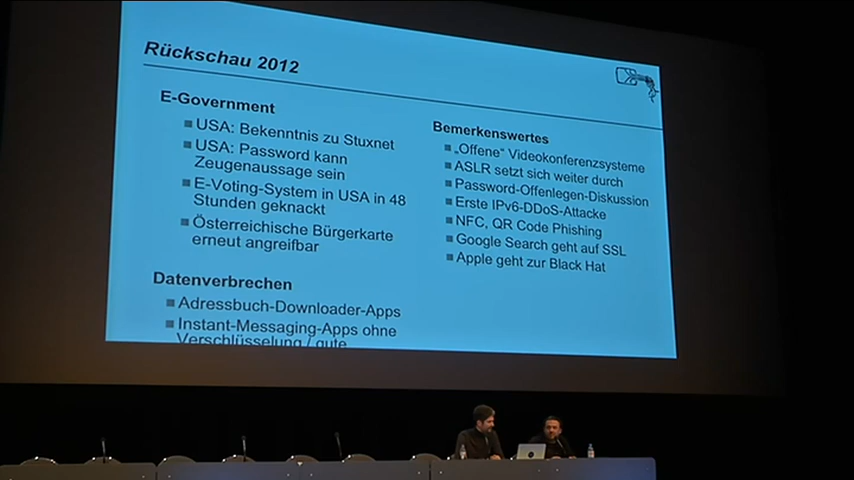 Rückschau 2012
E-Government
USA: Bekenntnis zu Stuxnet
USA: Password kann
Zeugenaussage sein
E-Voting-System in USA in 48
Stunden geknackt
Österreichische Bürgerkarte
erneut angreifbar
Datenverbrechen
Adressbuch-Downloader-Apps
Instant-Messaging-Apps ohne
Verschlüsselung / gute
Bemerkenswertes
„Offene" Videokonferenzsysteme
ASLR setzt sich weiter durch
Password-Offenlegen-Diskussion
Erste IPv6-DDoS-Attacke
NFC, QR Code Phishing
Google Search geht auf SSL
Apple geht zur Black Hat